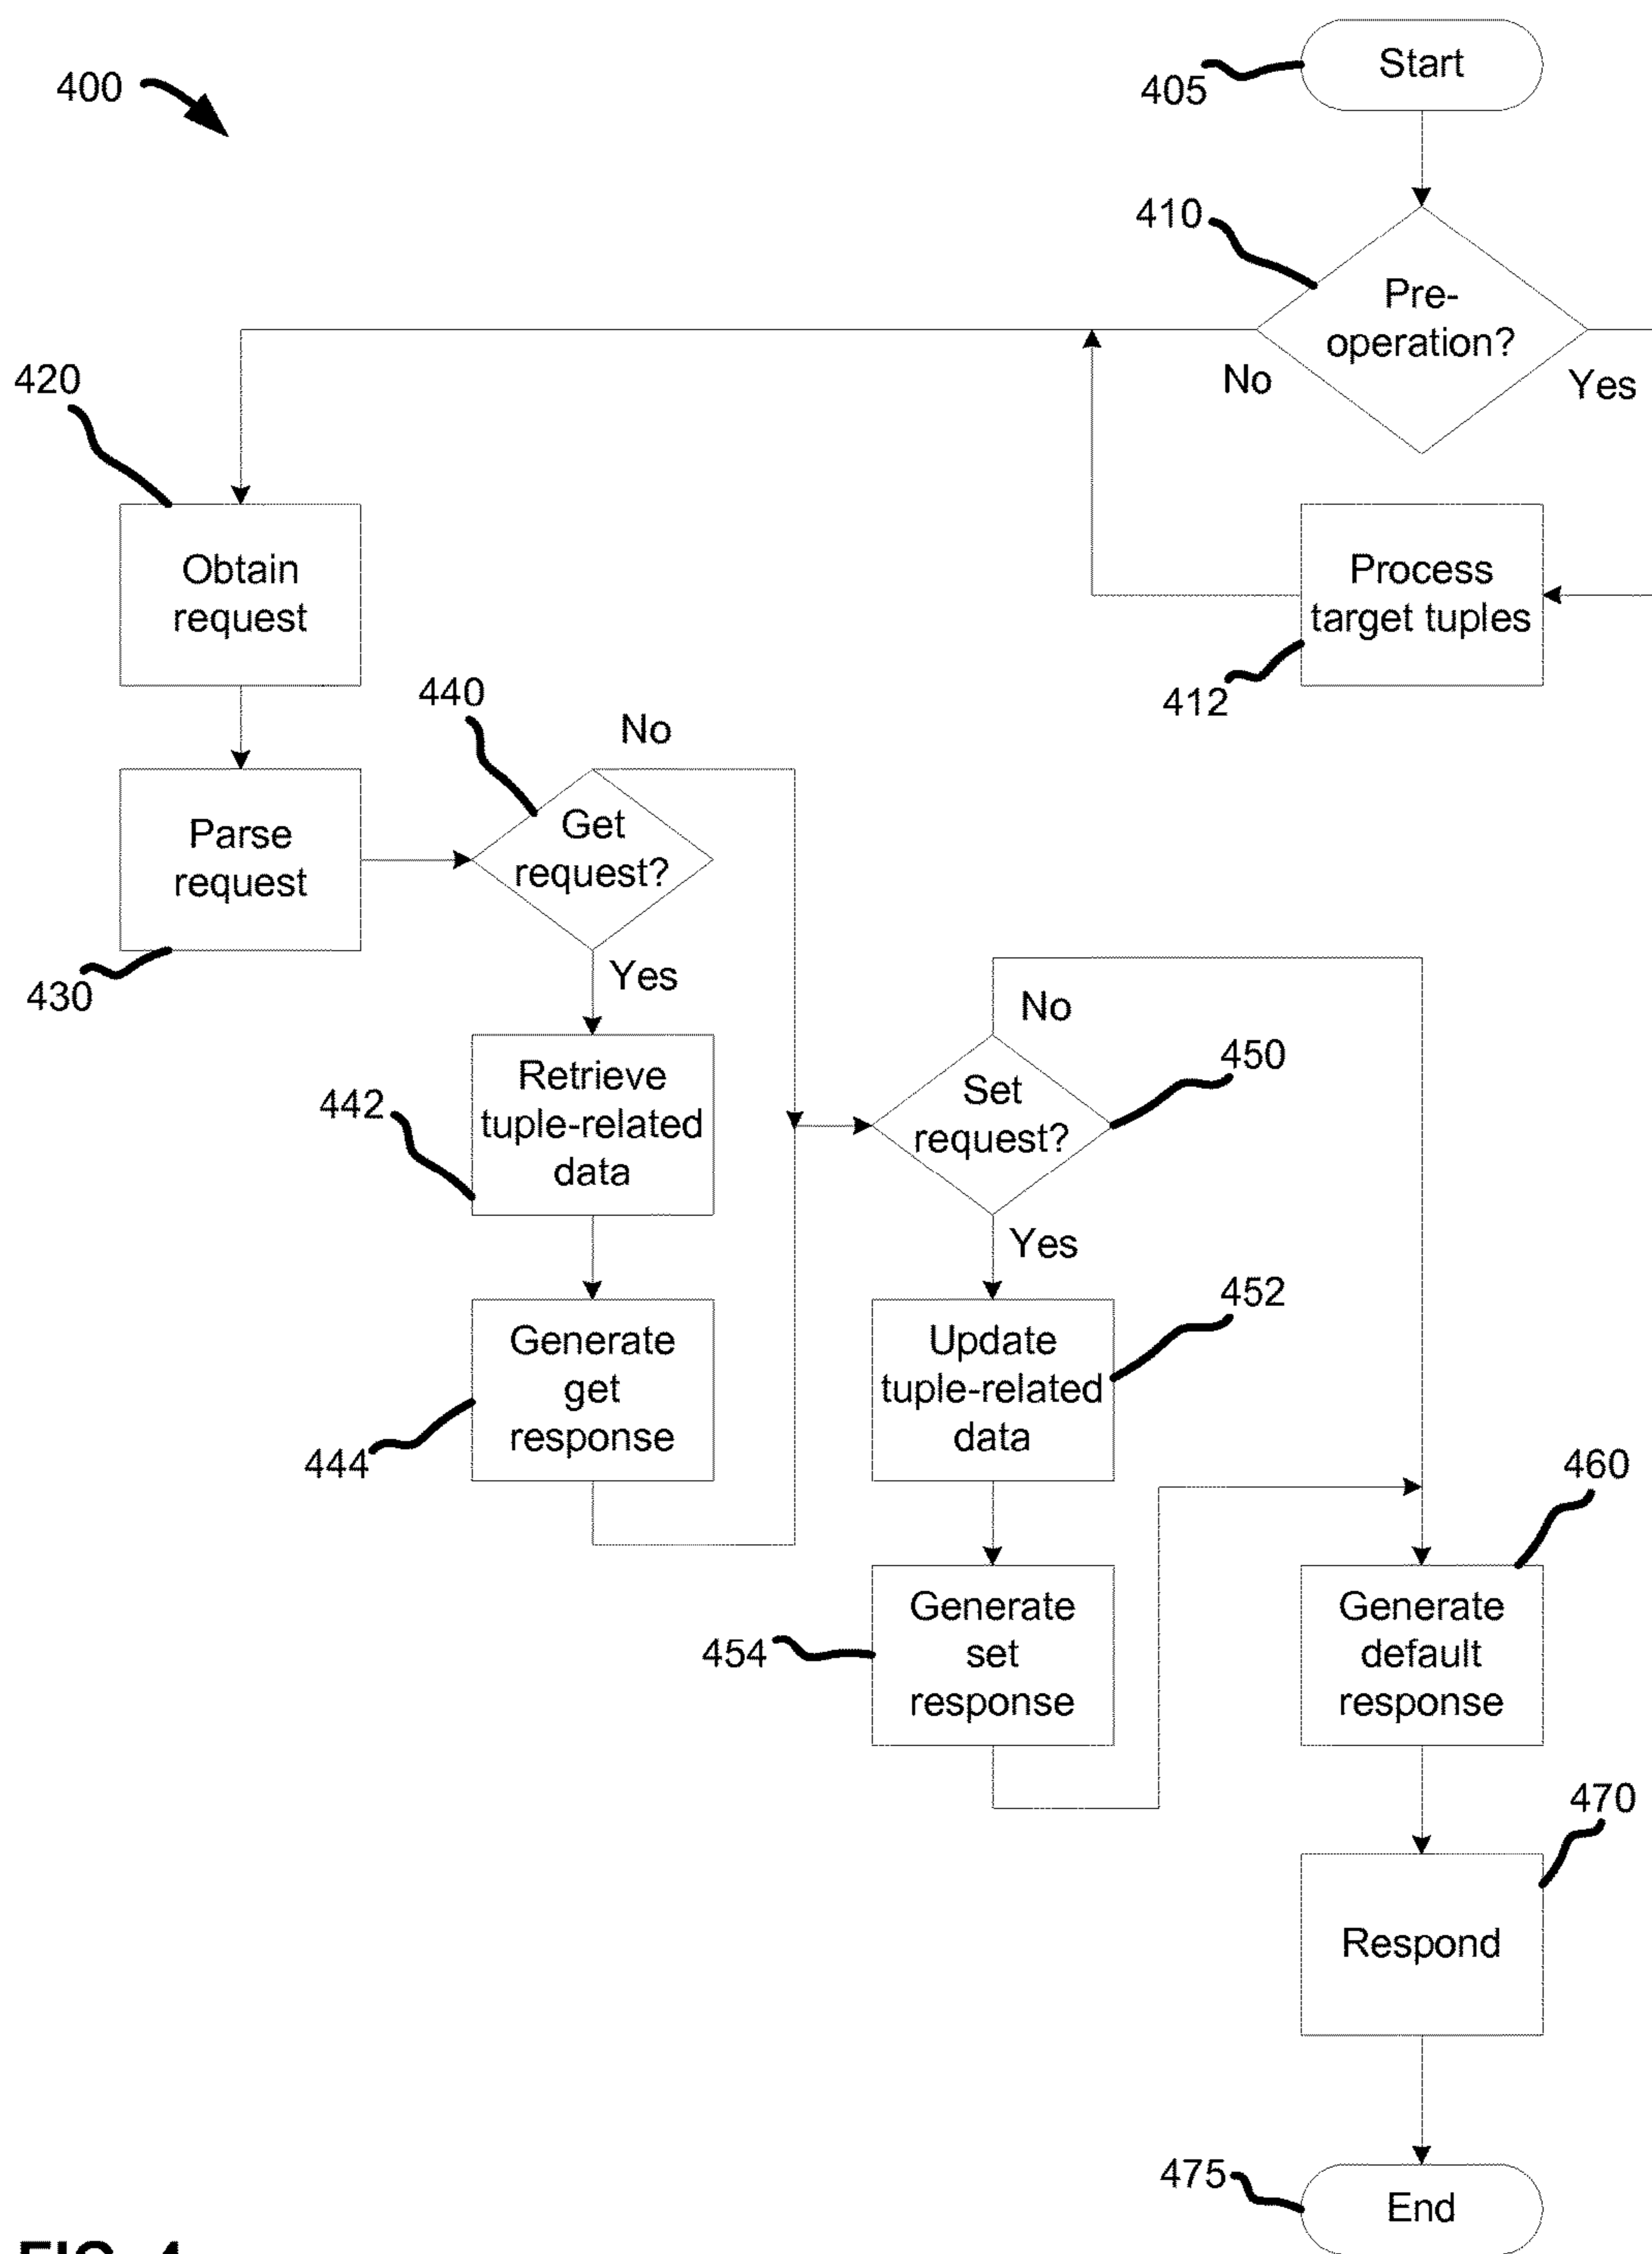 400
Start
405
410
Pre-
operation?
No
Yes
420
Obtain
request
Process
target tuples
412
440
No
Get
request?
Parse
request
430
Yes
Retrieve
tuple-related
data
442
No
450
Set
request?
Yes
Generate
get
response
444
452
Update
tuple-related
data
460
Generate
set
response
454
Generate
default
response
470
Respond
475
End
FIG. 4